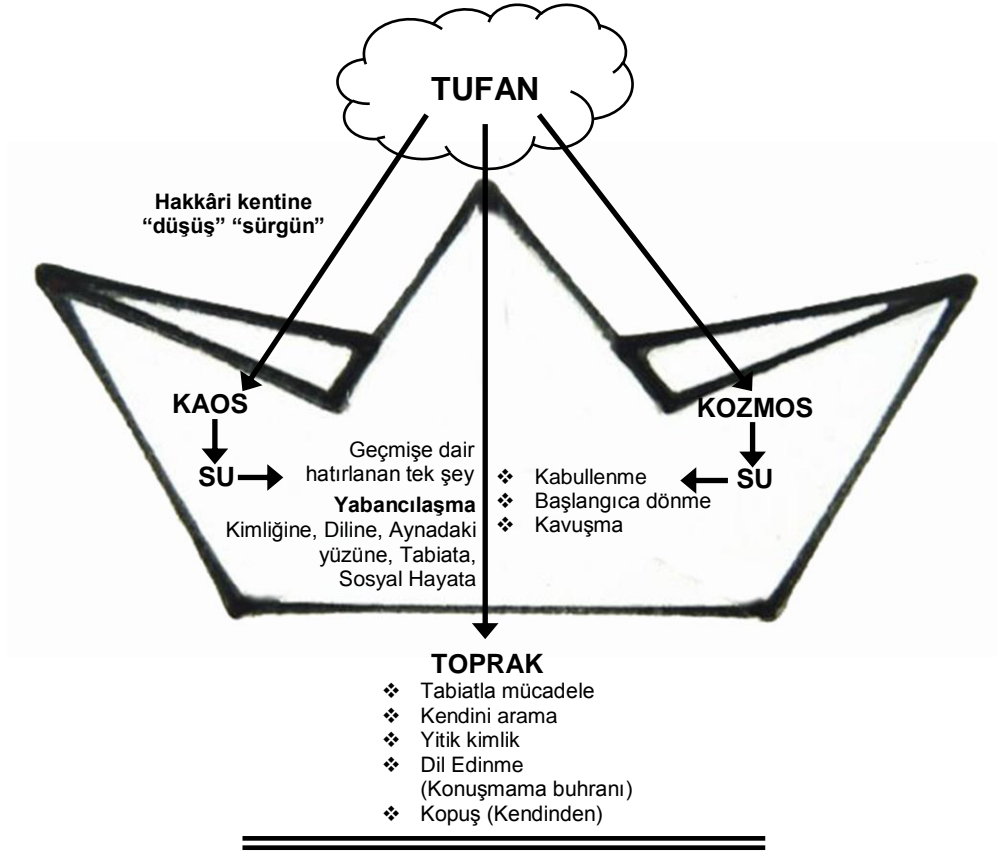 TUFAN
Hakkâri kentine
“düşüş” “sürgün”
KAOS
SU
Geçmişe dair
hatırlanan tek şey
Yabancılaşma
Kimliğine, Diline, Aynadaki
yüzüne, Tabiata,
Sosyal Hayata
KOZMOS
SU
❖ Kabullenme
❖ Başlangıca dönme
❖ Kavuşma
TOPRAK
❖ Tabiatla mücadele
❖ Kendini arama
❖ Yitik kimlik
❖ Dil Edinme
(Konuşmama buhranı)
❖ Kopuş (Kendinden)